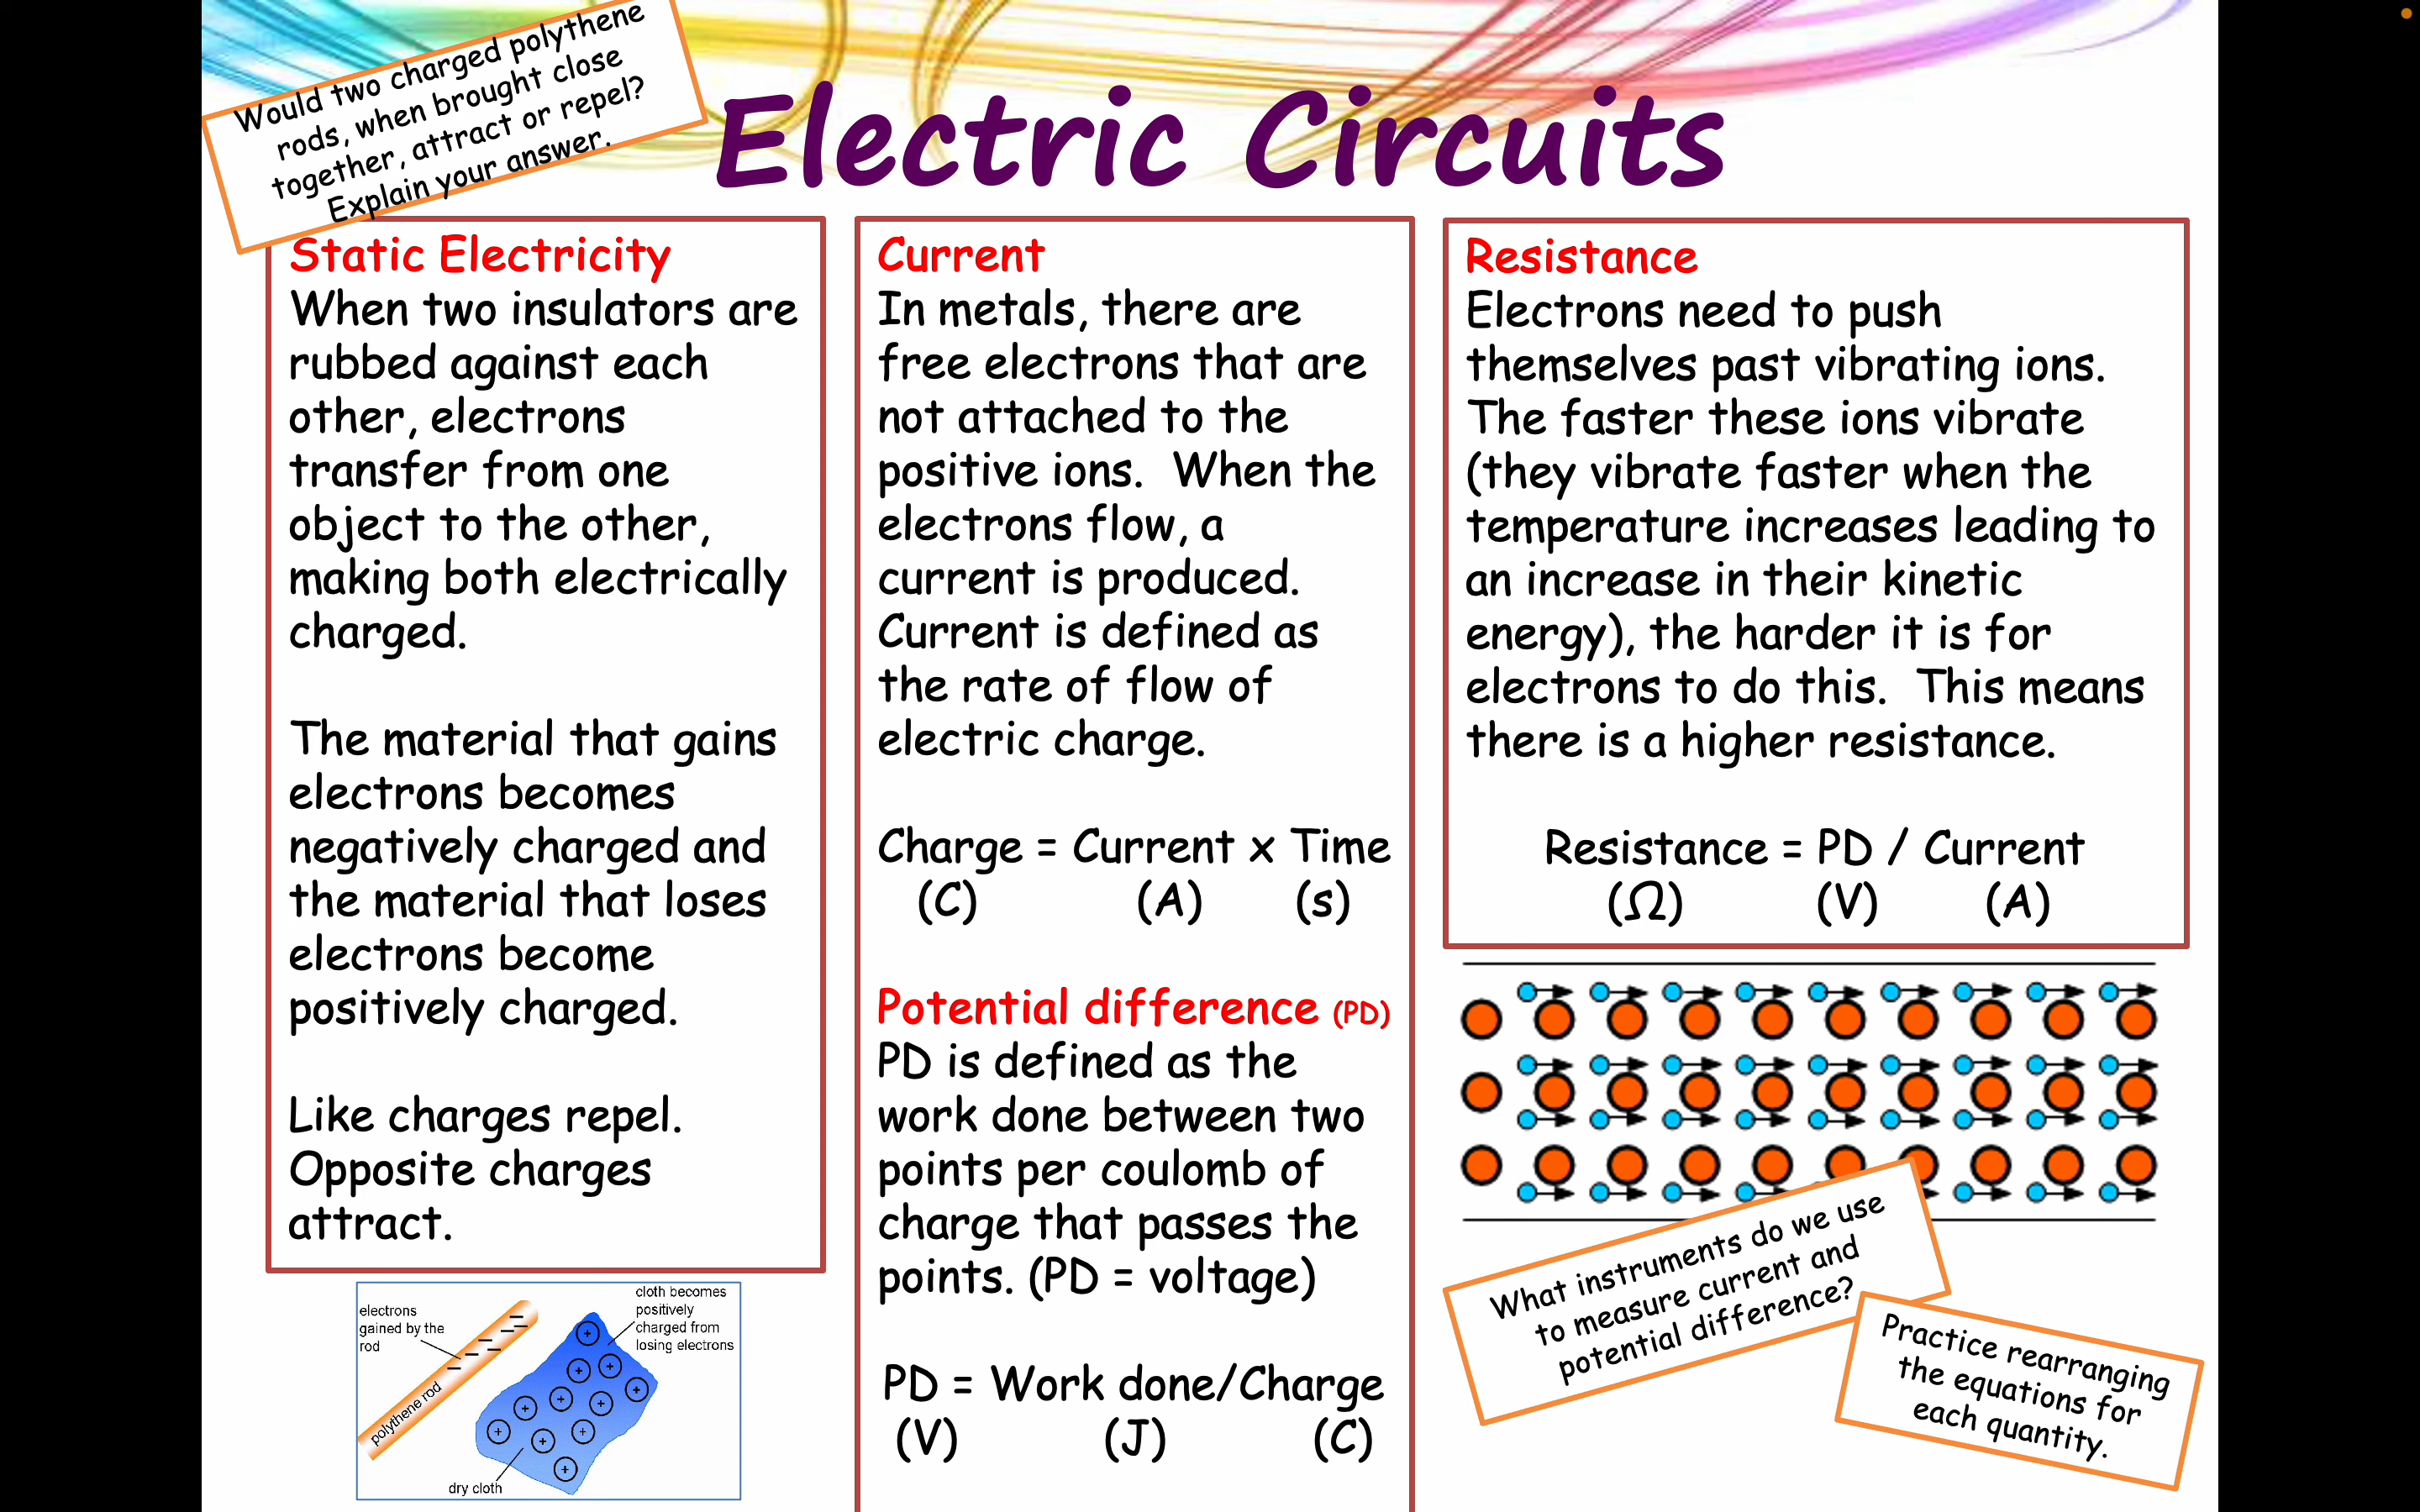 Would two charged polythene
rods, when brought close
together, attract or repel?
Explain your answer.
Electric Circuits
Static Electricity
When two insulators are
rubbed against each
other, electrons
transfer from one
object to the other,
making both electrically
charged.
The material that gains
electrons becomes
negatively charged and
the material that loses
electrons become
positively charged.
Like charges repel.
Opposite charges
attract.
electrons
gained by the
rod
cloth becomes
positively
charged from
losing electrons
polythene rod
dry cloth
Current
In metals, there are
free electrons that are
not attached to the
positive ions.  When the
electrons flow, a
current is produced.
Current is defined as
the rate of flow of
electric charge.
Charge = Current x Time
(C) (A) (s)
Potential difference (PD)
PD is defined as the
work done between two
points per coulomb of
charge that passes the
points. (PD = voltage)
PD = Work done/Charge
(V) (J) (C)
Resistance
Electrons need to push
themselves past vibrating ions.
The faster these ions vibrate
(they vibrate faster when the
temperature increases leading to
an increase in their kinetic
energy), the harder it is for
electrons to do this.  This means
there is a higher resistance.
Resistance = PD / Current
(Ω) (V) (A)
What instruments do we use
to measure current and
potential difference?
Practice rearranging
the equations for
each quantity.